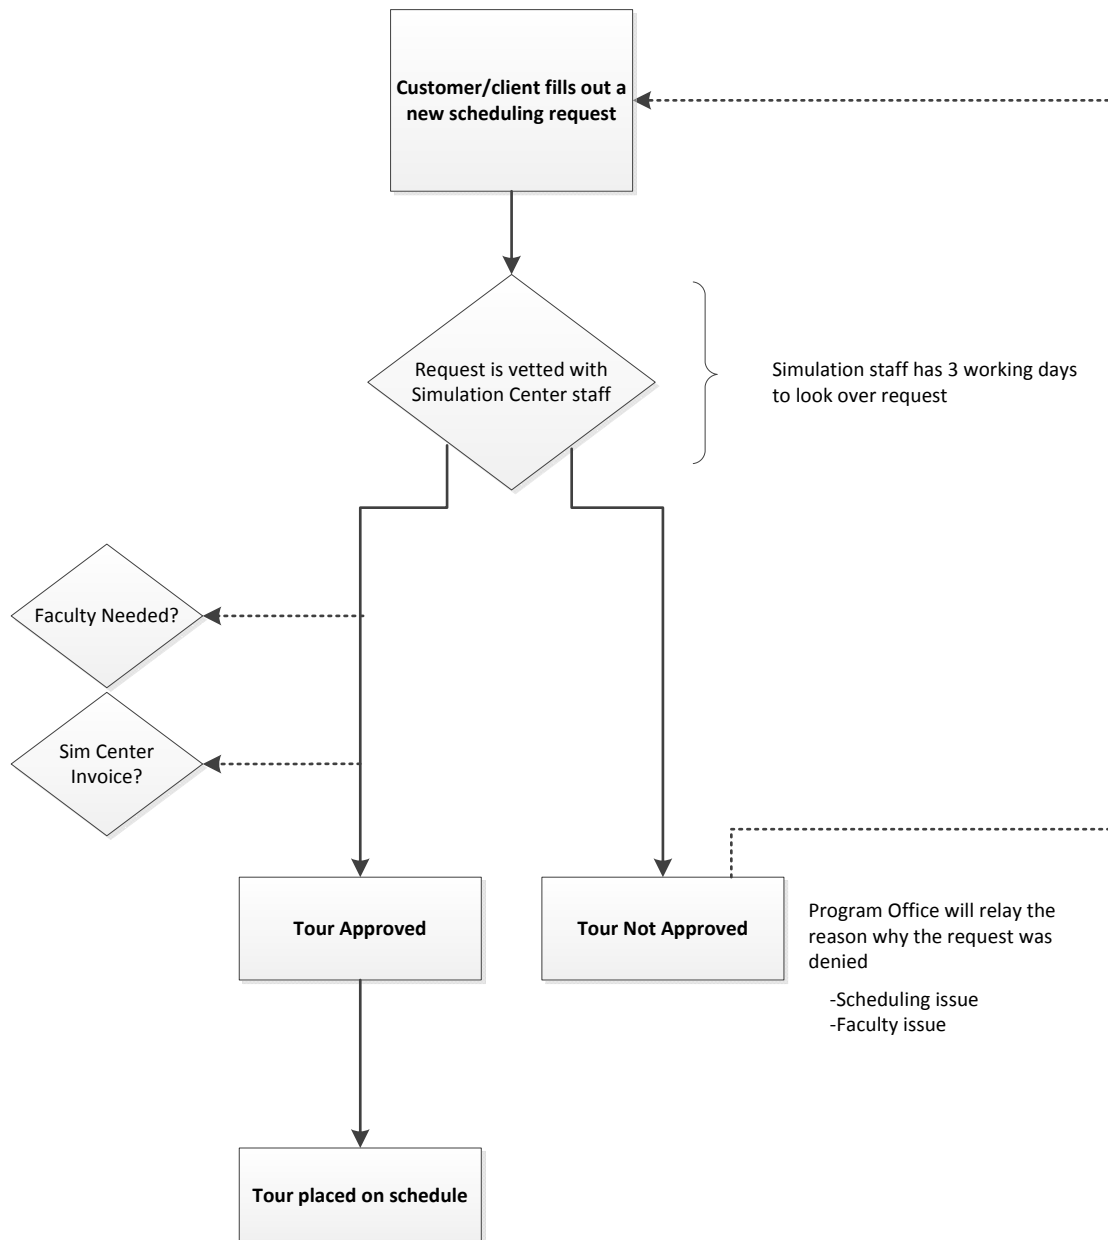 Customer/client fills out a
new scheduling request
Request is vetted with
Simulation Center staff
Simulation staff has 3 working days
to look over request
Faculty Needed?
Sim Center
Invoice?
Tour Approved
Tour Not Approved
Program Office will relay the
reason why the request was
denied
-Scheduling issue
-Faculty issue
Tour placed on schedule